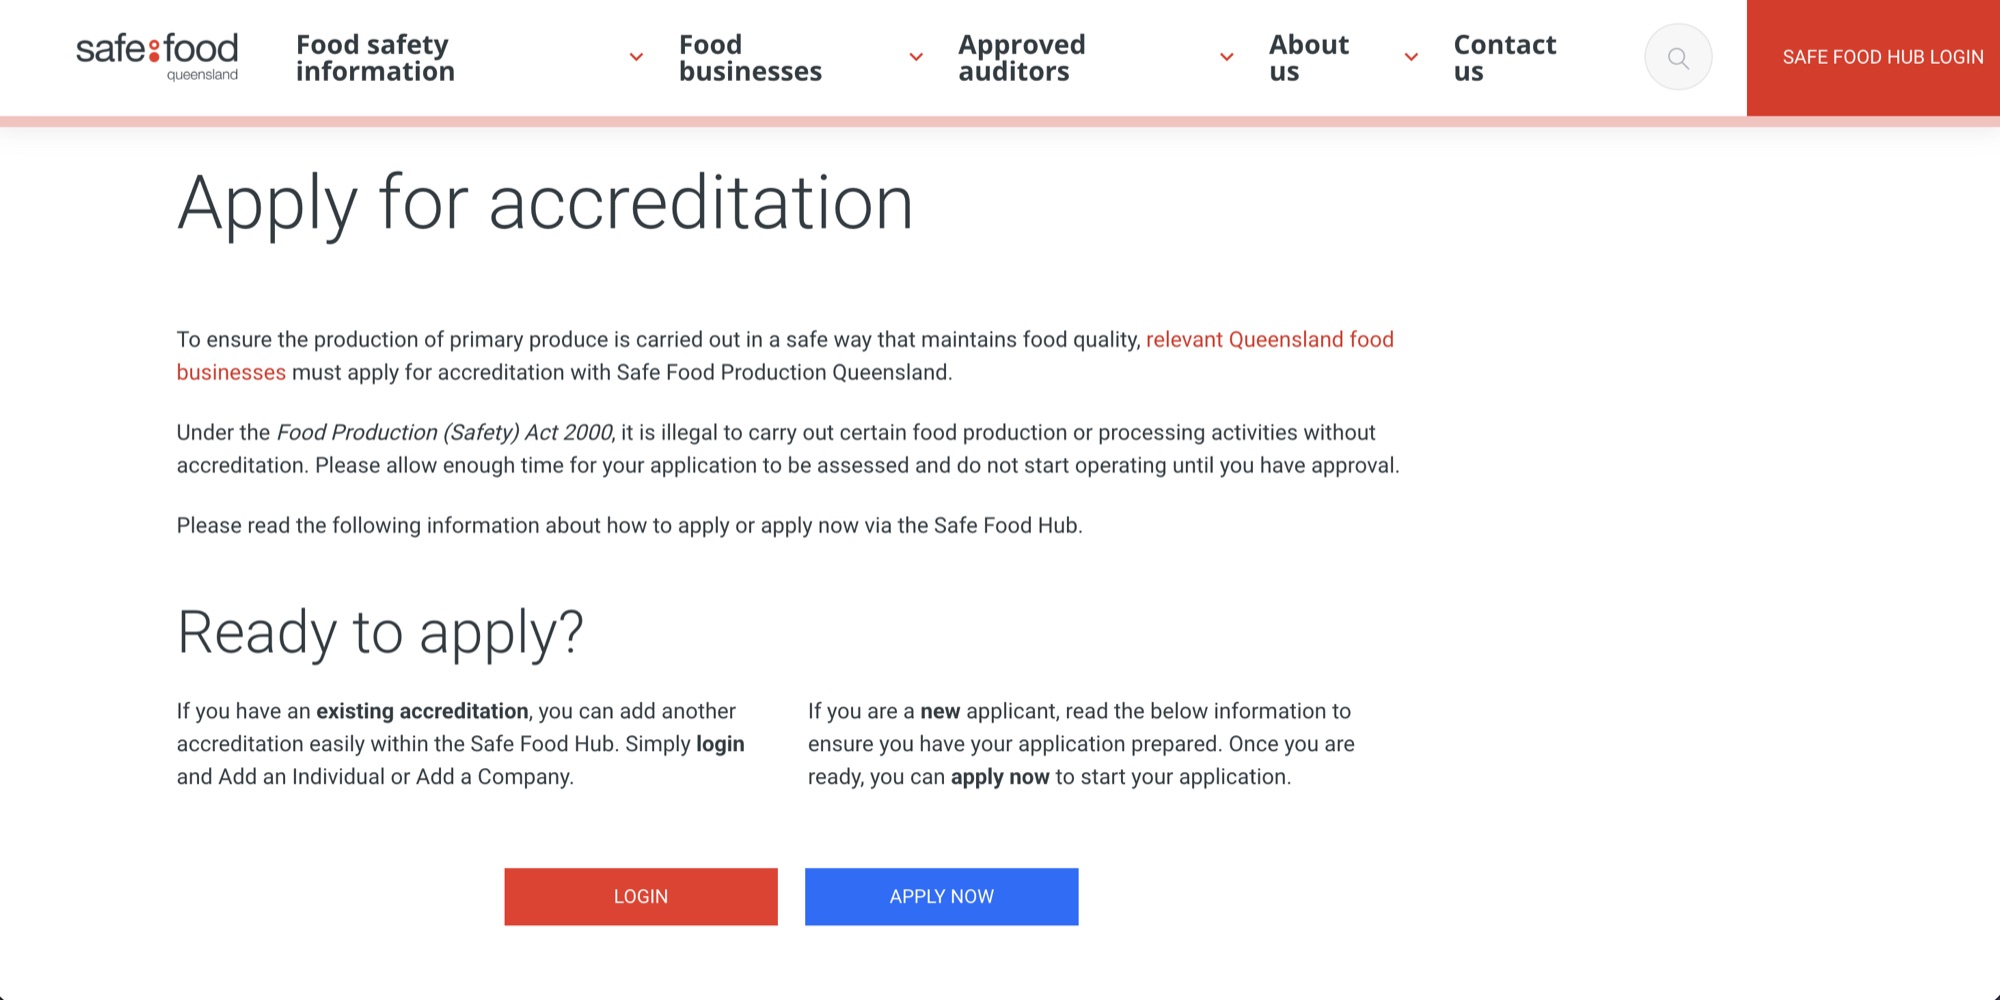 safe:food
queensland
Food safety
information
Food
businesses
Approved
auditors
About
us
Contact
us
SAFE FOOD HUB LOGIN
Apply for accreditation
To ensure the production of primary produce is carried out in a safe way that maintains food quality, relevant Queensland food
businesses must apply for accreditation with Safe Food Production Queensland.
Under the Food Production (Safety) Act 2000, it is illegal to carry out certain food production or processing activities without
accreditation. Please allow enough time for your application to be assessed and do not start operating until you have approval.
Please read the following information about how to apply or apply now via the Safe Food Hub.
Ready to apply?
If you have an existing accreditation, you can add another
accreditation easily within the Safe Food Hub. Simply login
and Add an Individual or Add a Company.
If you are a new applicant, read the below information to
ensure you have your application prepared. Once you are
ready, you can apply now to start your application.
LOGIN
APPLY NOW